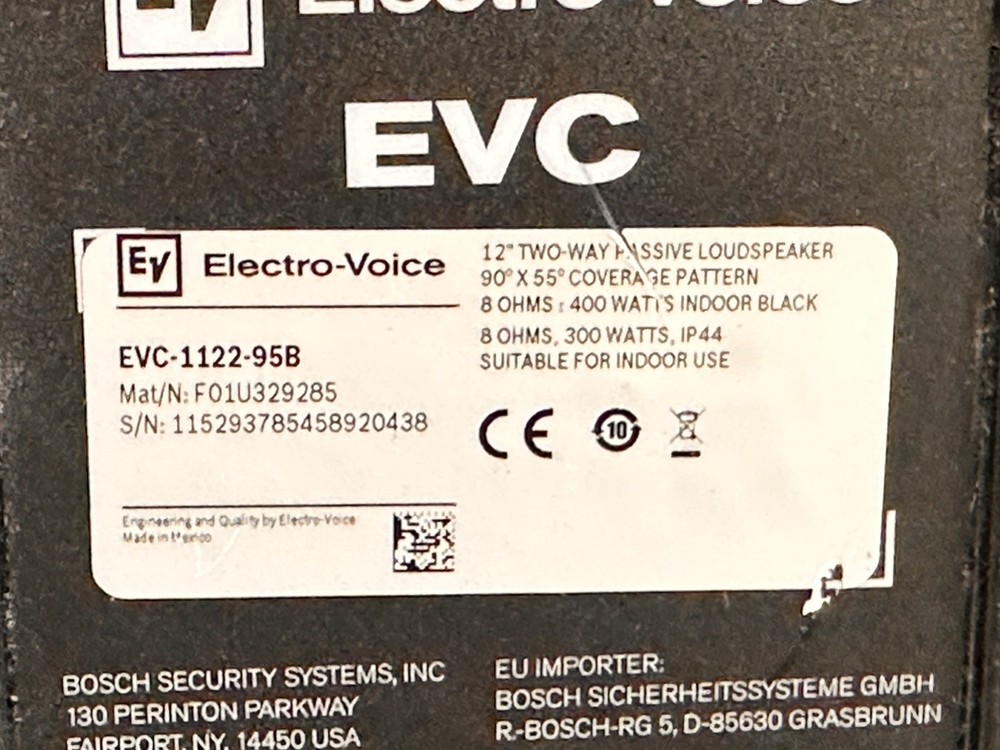 EV Electro-Voice
EVC
EV Electro-Voice
12" TWO-WAY PASSIVE LOUDSPEAKER
90° X 55° COVERAGE PATTERN
8 OHMS : 400 WATTS INDOOR BLACK
8 OHMS, 300 WATTS, IP44
SUITABLE FOR INDOOR USE
EVC-1122-95B
Mat/N: F01U329285
S/N: 115293785458920438
CE 10
Engineering and Quality by Electro-Voice
Made in Mexico
BOSCH SECURITY SYSTEMS, INC
130 PERINTON PARKWAY
FAIRPORT, NY, 14450 USA
EU IMPORTER:
BOSCH SICHERHEITSSYSTEME GMBH
R.-BOSCH-RG 5, D-85630 GRASBRUNN